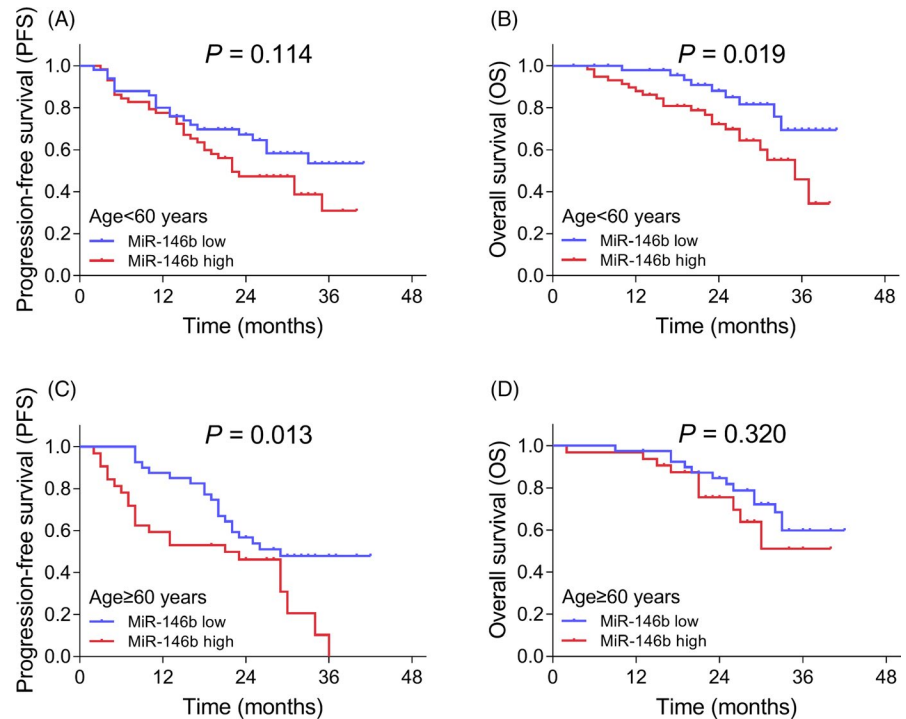 (A)
P = 0.114
Progression-free survival (PFS)
1.0
0.8
0.6
0.4
0.2
0.0
Age<60 years
MiR-146b low
MiR-146b high
0 12 24 36 48
Time (months)
(B)
P = 0.019
Overall survival (OS)
1.0
0.8
0.6
0.4
0.2
0.0
Age<60 years
MiR-146b low
MiR-146b high
0 12 24 36 48
Time (months)
(C)
P = 0.013
Progression-free survival (PFS)
1.0
0.8
0.6
0.4
0.2
0.0
Age≥60 years
MiR-146b low
MiR-146b high
0 12 24 36 48
Time (months)
(D)
P = 0.320
Overall survival (OS)
1.0
0.8
0.6
0.4
0.2
0.0
Age≥60 years
MiR-146b low
MiR-146b high
0 12 24 36 48
Time (months)